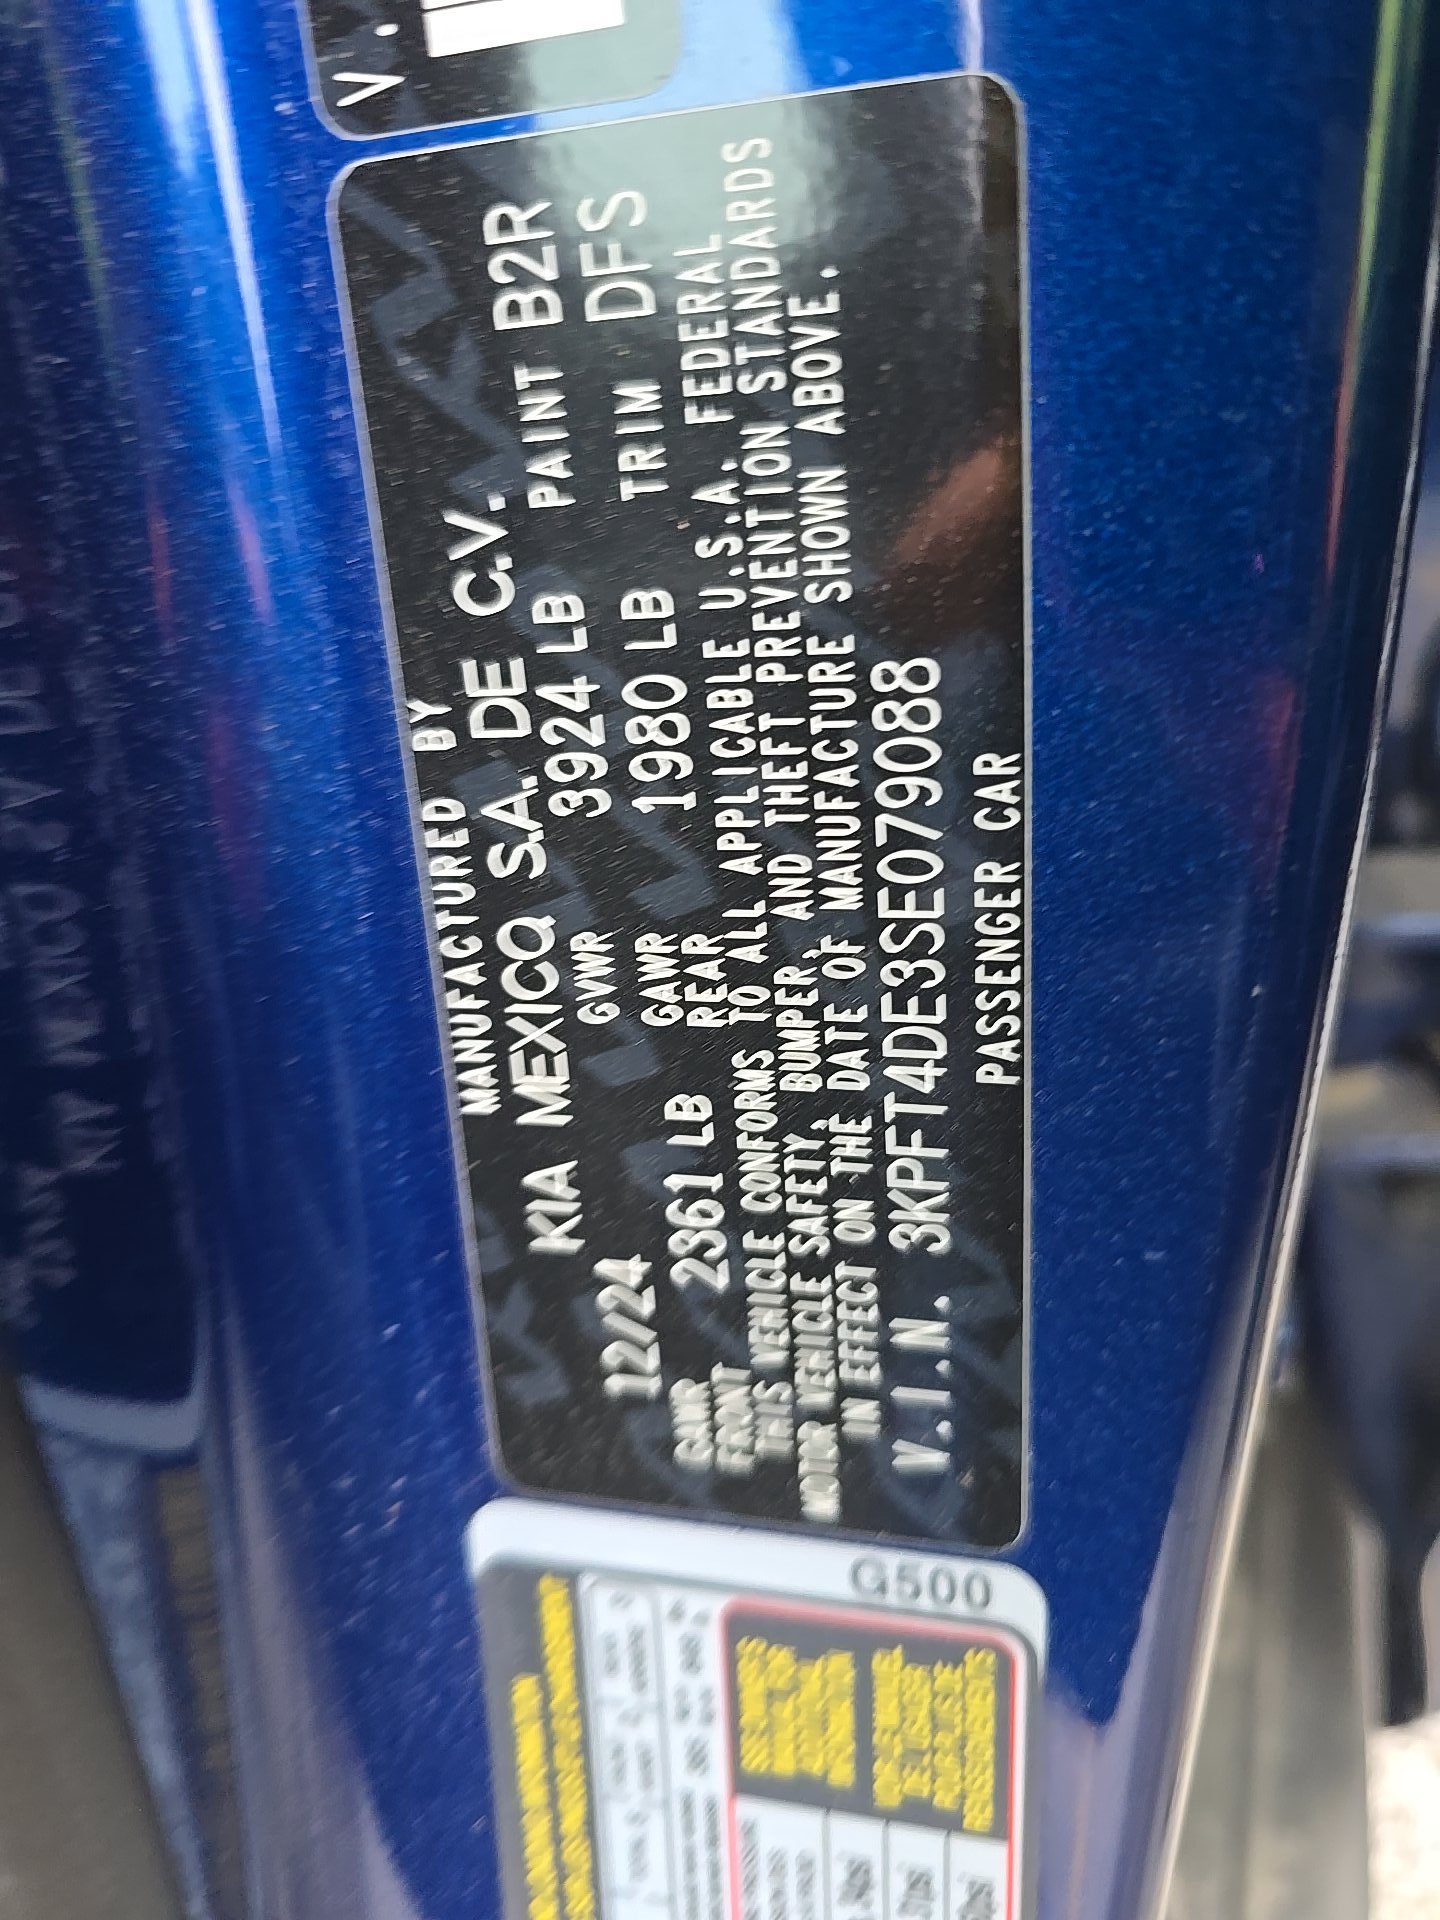 V.
MANUFACTURED BY
KIA MEXICO S.A. DE C.V.
12/24 GVWR 3924 LB PAINT B2R
GAWR FRONT 2361 LB GAWR REAR 1980 LB TRIM DFS
THIS VEHICLE CONFORMS TO ALL APPLICABLE U.S.A. FEDERAL
MOTOR VEHICLE SAFETY, BUMPER, AND THEFT PREVENTION STANDARDS
IN EFFECT ON THE DATE OF MANUFACTURE SHOWN ABOVE.
V.I.N. 3KPFT4DE3SE079088
PASSENGER CAR
G500